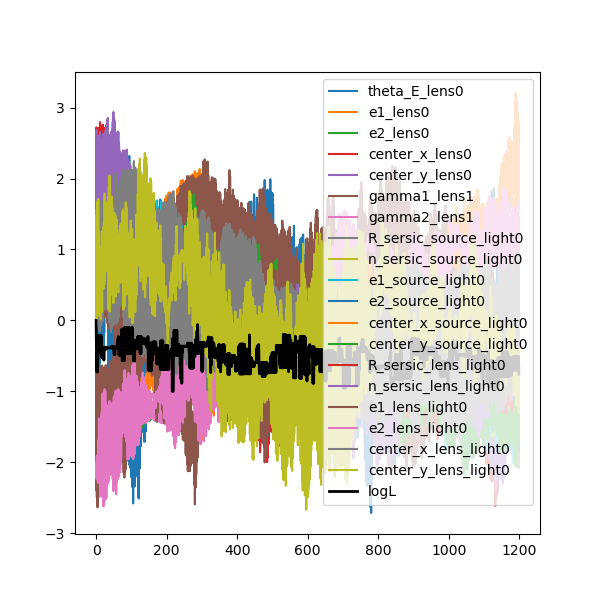 3
2
1
0
−1
−2
−3
0
200
400
600
800
1000
1200
theta_E_lens0
e1_lens0
e2_lens0
center_x_lens0
center_y_lens0
gamma1_lens1
gamma2_lens1
R_sersic_source_light0
n_sersic_source_light0
e1_source_light0
e2_source_light0
center_x_source_light0
center_y_source_light0
R_sersic_lens_light0
n_sersic_lens_light0
e1_lens_light0
e2_lens_light0
center_x_lens_light0
center_y_lens_light0
logL